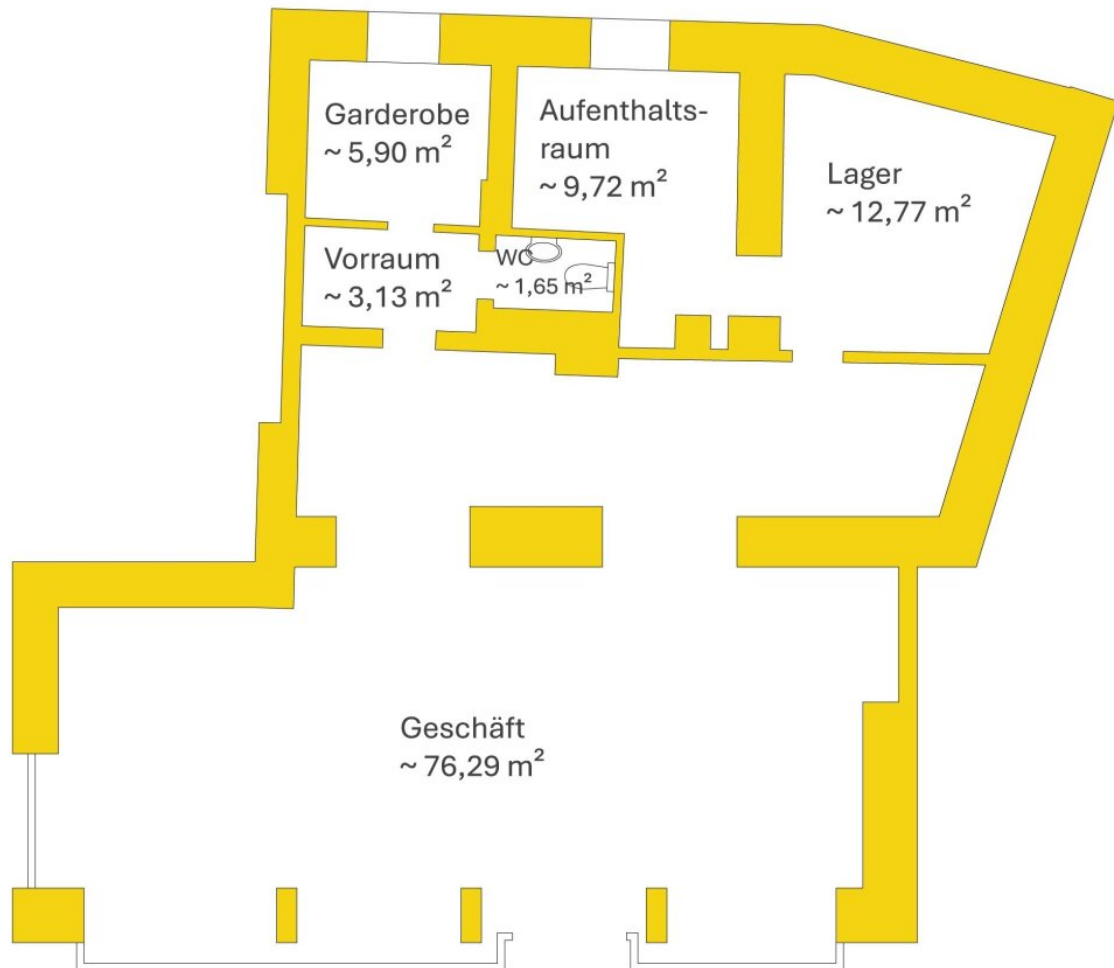 Garderobe
~ 5,90 m²
Aufenthalts-
raum
~ 9,72 m²
Lager
~ 12,77 m²
Vorraum
~ 3,13 m²
WC
~ 1,65 m²
Geschäft
~ 76,29 m²